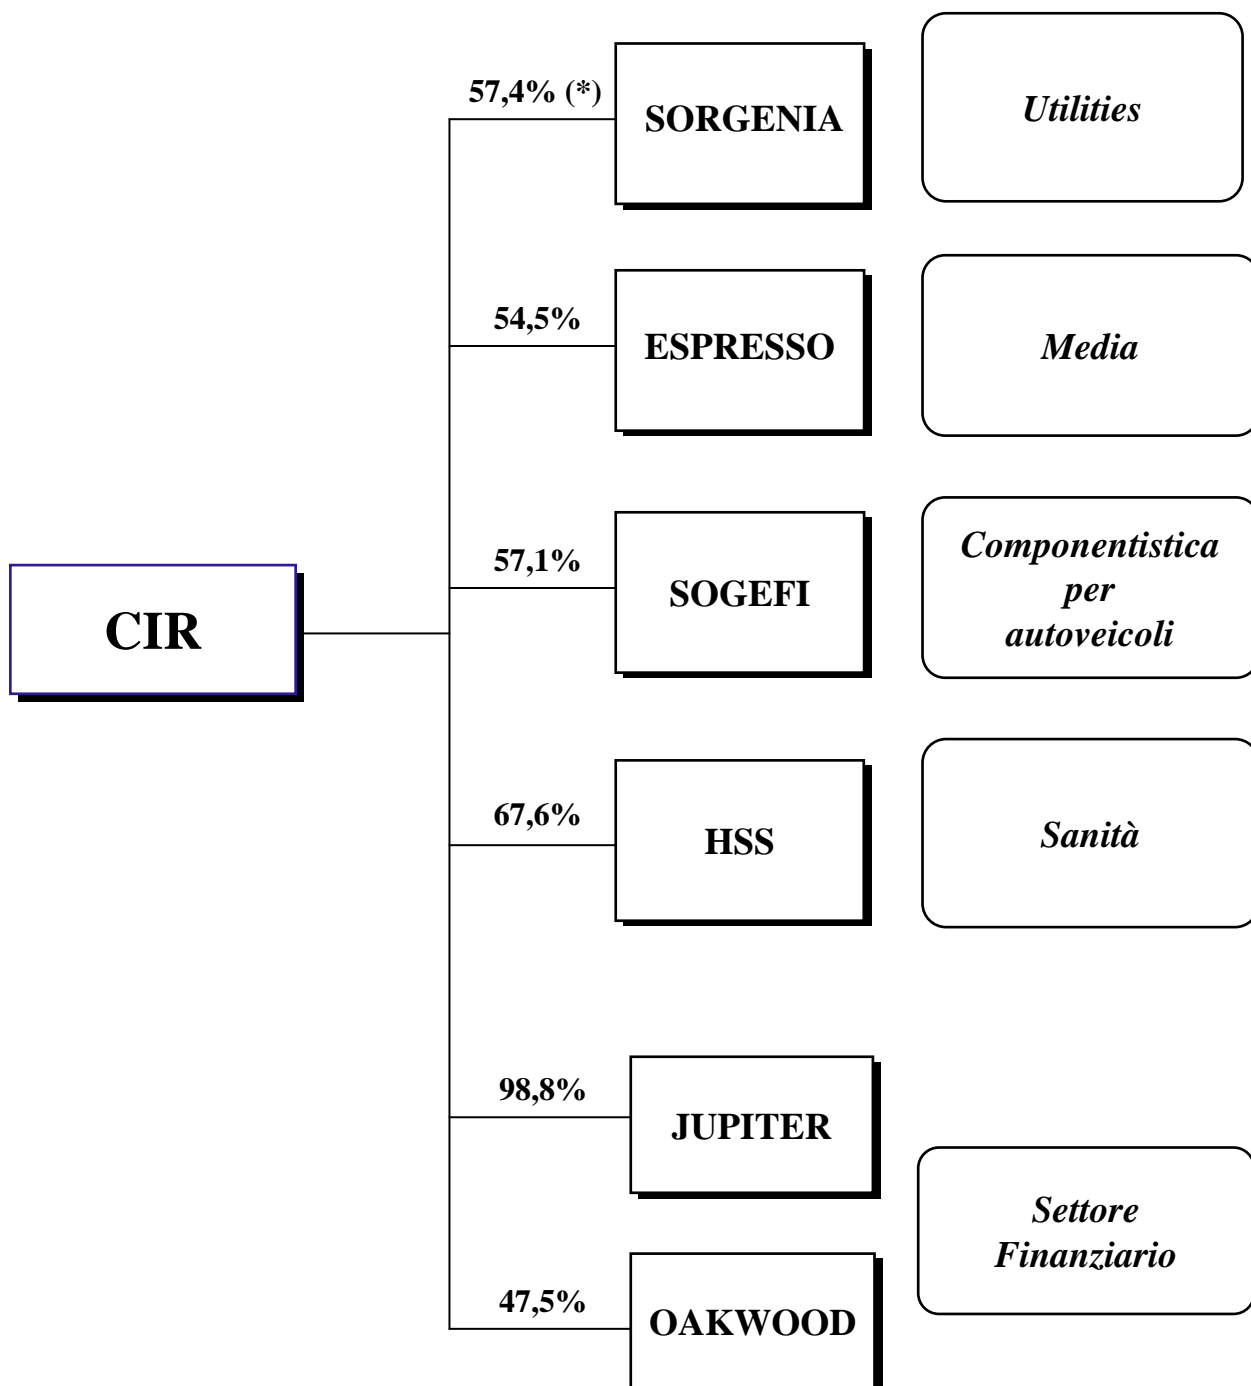 57,4% (*)
SORGENIA
Utilities
54,5%
ESPRESSO
Media
57,1%
SOGEFI
Componentistica
per
autoveicoli
CIR
67,6%
HSS
Sanità
98,8%
JUPITER
Settore
Finanziario
47,5%
OAKWOOD